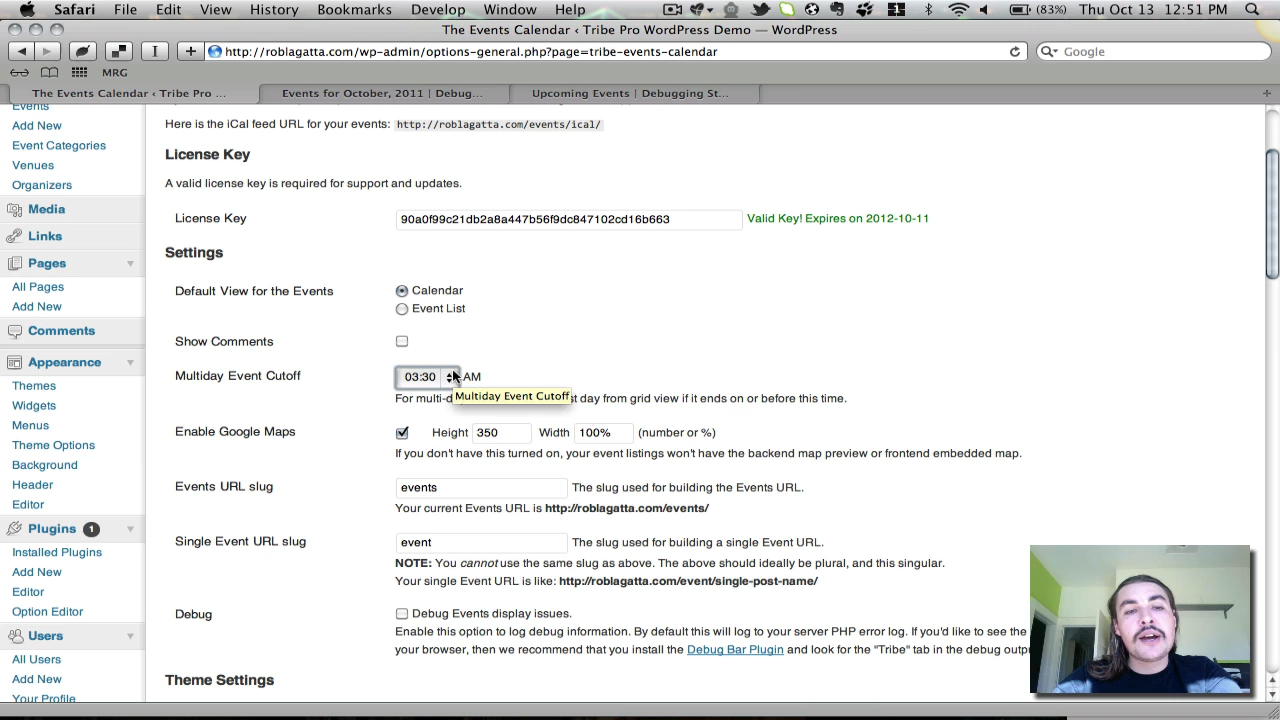 Safari File Edit View History Bookmarks Develop Window Help (83%) Thu Oct 13 12:51 PM
The Events Calendar ‹ Tribe Pro WordPress Demo — WordPress
http://roblagatta.com/wp-admin/options-general.php?page=tribe-events-calendar Google
MRG
The Events Calendar ‹ Tribe Pro ... Events for October, 2011 | Debug... Upcoming Events | Debugging St...
Events
Add New
Event Categories
Venues
Organizers
Media
Links
Pages
All Pages
Add New
Comments
Appearance
Themes
Widgets
Menus
Theme Options
Background
Header
Editor
Plugins 1
Installed Plugins
Add New
Editor
Option Editor
Users
All Users
Add New
Your Profile
Here is the iCal feed URL for your events: http://roblagatta.com/events/ical/
License Key
A valid license key is required for support and updates.
License Key 90a0f99c21db2a8a447b56f9dc847102cd16b663 Valid Key! Expires on 2012-10-11
Settings
Default View for the Events Calendar
Event List
Show Comments
Multiday Event Cutoff 03:30 AM
Multiday Event Cutoff
For multi-d st day from grid view if it ends on or before this time.
Enable Google Maps Height 350 Width 100% (number or %)
If you don't have this turned on, your event listings won't have the backend map preview or frontend embedded map.
Events URL slug events The slug used for building the Events URL.
Your current Events URL is http://roblagatta.com/events/
Single Event URL slug event The slug used for building a single Event URL.
NOTE: You cannot use the same slug as above. The above should ideally be plural, and this singular.
Your single Event URL is like: http://roblagatta.com/event/single-post-name/
Debug Debug Events display issues.
Enable this option to log debug information. By default this will log to your server PHP error log. If you'd like to see the
your browser, then we recommend that you install the Debug Bar Plugin and look for the "Tribe" tab in the debug outp
Theme Settings